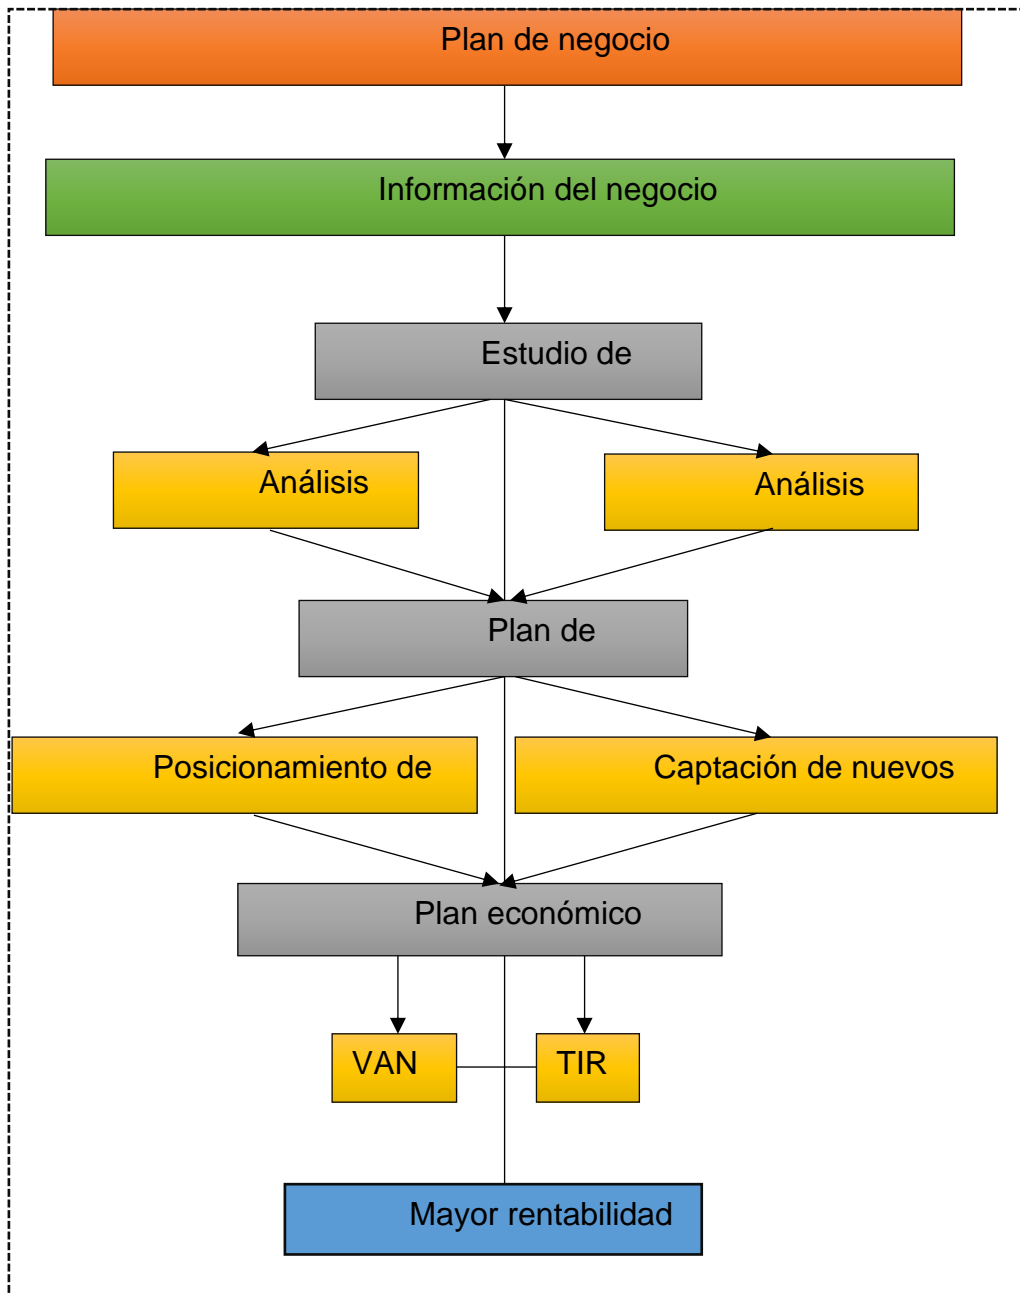 Plan de negocio
Información del negocio
Estudio de
Análisis
Análisis
Plan de
Posicionamiento de
Captación de nuevos
Plan económico
VAN
TIR
Mayor rentabilidad